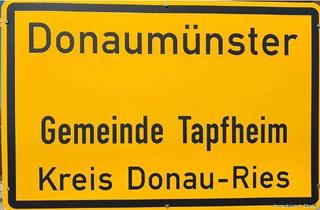 Donaumünster
Gemeinde Tapfheim
Kreis Donau-Ries